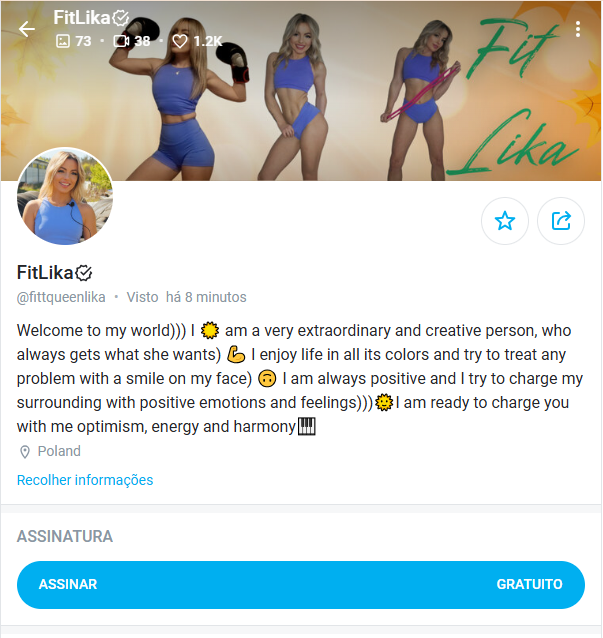 FitLika
73 • 38 • 1.2K
Fit
Lika
FitLika
@fittqueenlika • Visto há 8 minutos
Welcome to my world))) I 🌞 am a very extraordinary and creative person, who
always gets what she wants) 💪 I enjoy life in all its colors and try to treat any
problem with a smile on my face) 🙃 I am always positive and I try to charge my
surrounding with positive emotions and feelings)))🌞I am ready to charge you
with me optimism, energy and harmony🎹
Poland
Recolher informações
ASSINATURA
ASSINAR GRATUITO